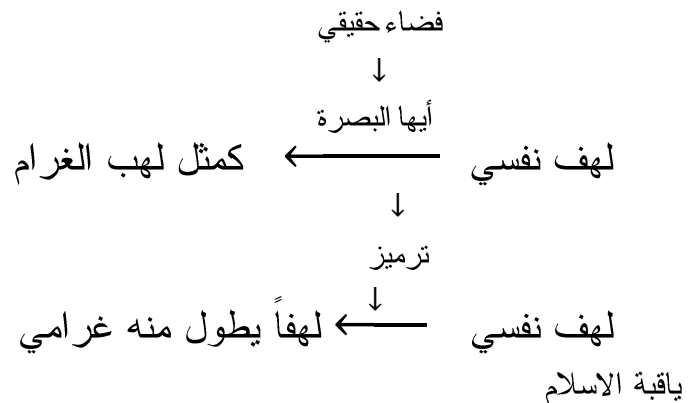 فضاء حقيقي
↓
أيها البصرة
لهف نفسي ← كمثل لهب الغرام
↓
ترميز
↓
لهف نفسي ← لهفاً يطول منه غرامي
ياقبة الاسلام